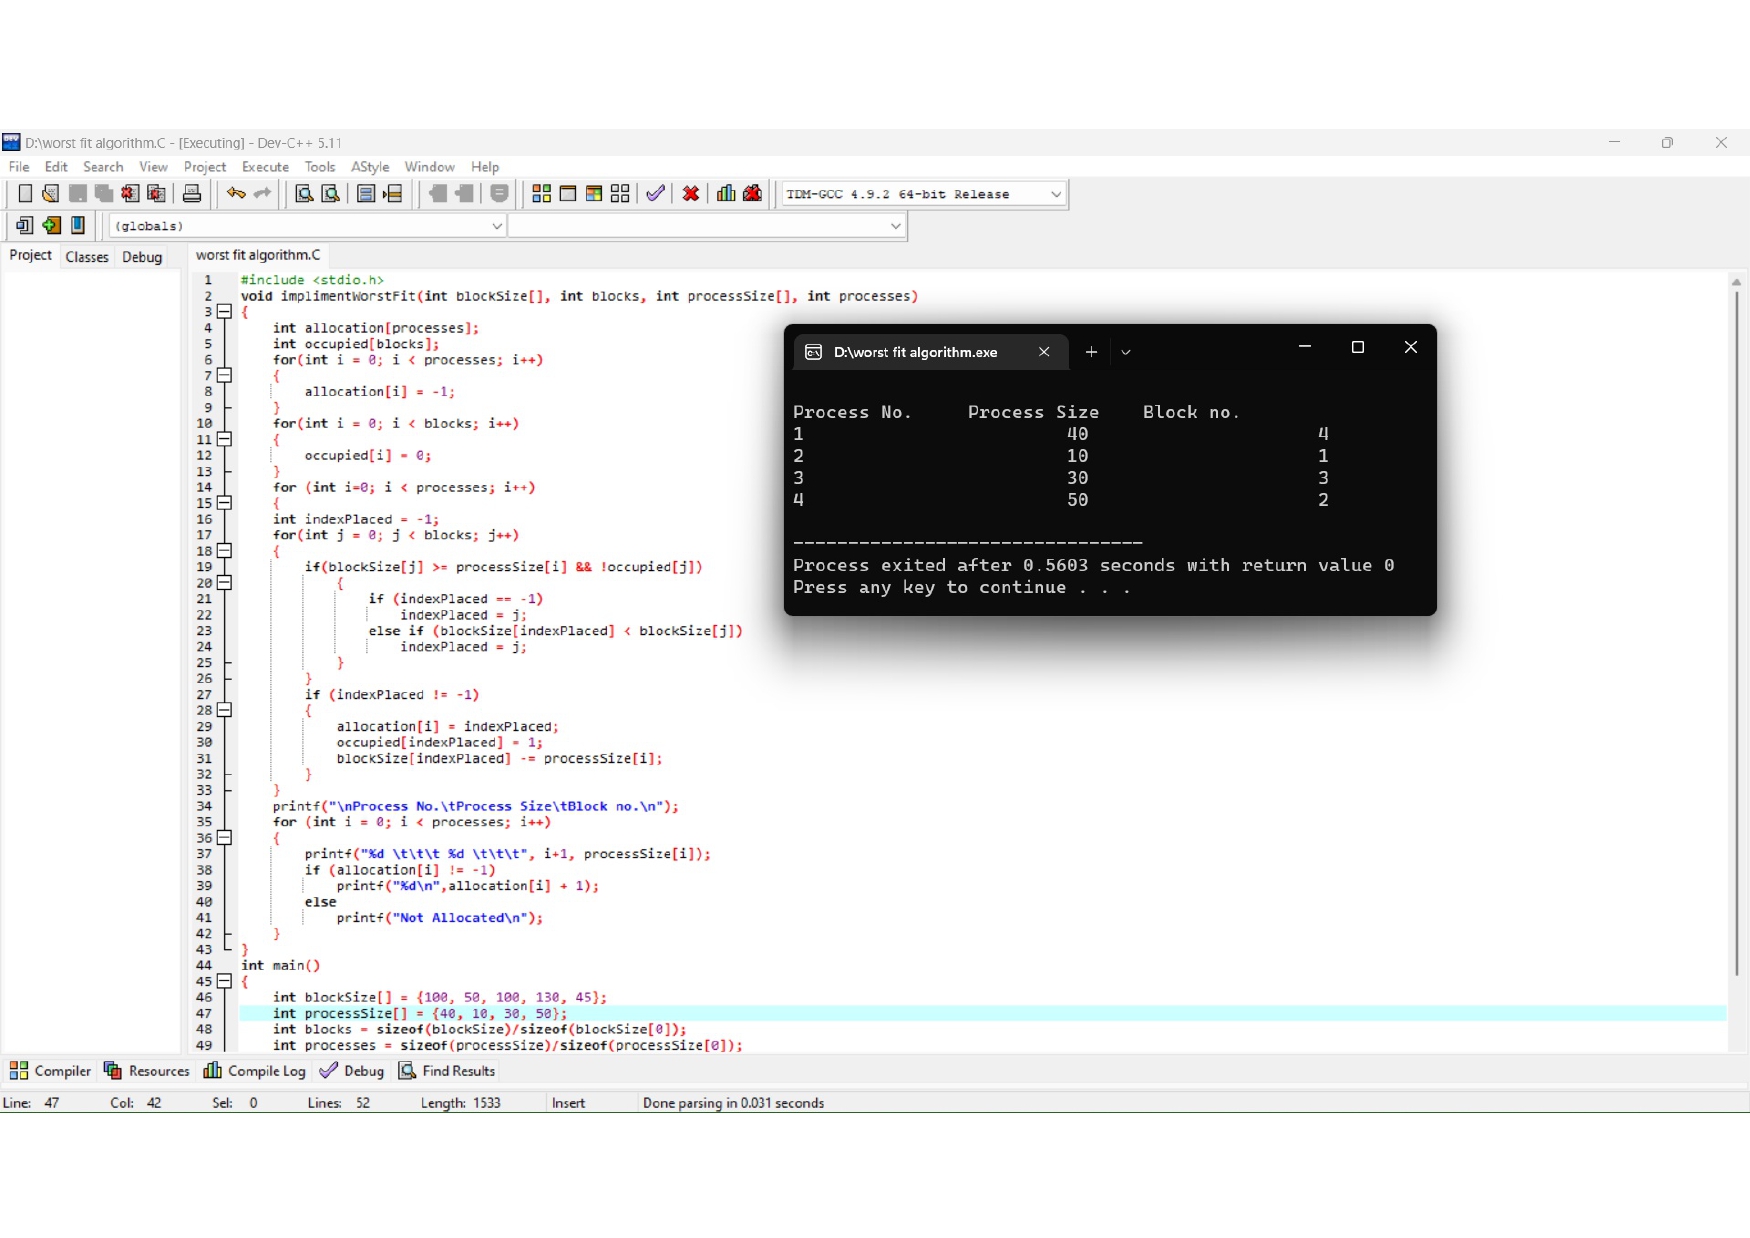 D:\worst fit algorithm.C - [Executing] - Dev-C++ 5.11
File Edit Search View Project Execute Tools AStyle Window Help
TDM-GCC 4.9.2 64-bit Release
(globals)
Project Classes Debug
worst fit algorithm.C
1 #include <stdio.h>
2 void implimentWorstFit(int blockSize[], int blocks, int processSize[], int processes)
3 {
4 int allocation[processes];
5 int occupied[blocks];
6 for(int i = 0; i < processes; i++)
7 {
8 allocation[i] = -1;
9 }
10 for(int i = 0; i < blocks; i++)
11 {
12 occupied[i] = 0;
13 }
14 for (int i=0; i < processes; i++)
15 {
16 int indexPlaced = -1;
17 for(int j = 0; j < blocks; j++)
18 {
19 if(blockSize[j] >= processSize[i] && !occupied[j])
20 {
21 if (indexPlaced == -1)
22 indexPlaced = j;
23 else if (blockSize[indexPlaced] < blockSize[j])
24 indexPlaced = j;
25 }
26 }
27 if (indexPlaced != -1)
28 {
29 allocation[i] = indexPlaced;
30 occupied[indexPlaced] = 1;
31 blockSize[indexPlaced] -= processSize[i];
32 }
33 }
34 printf("\nProcess No.\tProcess Size\tBlock no.\n");
35 for (int i = 0; i < processes; i++)
36 {
37 printf("%d \t\t\t %d \t\t\t", i+1, processSize[i]);
38 if (allocation[i] != -1)
39 printf("%d\n",allocation[i] + 1);
40 else
41 printf("Not Allocated\n");
42 }
43 }
44 int main()
45 {
46 int blockSize[] = {100, 50, 100, 130, 45};
47 int processSize[] = {40, 10, 30, 50};
48 int blocks = sizeof(blockSize)/sizeof(blockSize[0]);
49 int processes = sizeof(processSize)/sizeof(processSize[0]);
D:\worst fit algorithm.exe
Process No. Process Size Block no.
1 40 4
2 10 1
3 30 3
4 50 2
--------------------------------
Process exited after 0.5603 seconds with return value 0
Press any key to continue . . .
Compiler Resources Compile Log Debug Find Results
Line: 47 Col: 42 Sel: 0 Lines: 52 Length: 1533 Insert Done parsing in 0.031 seconds